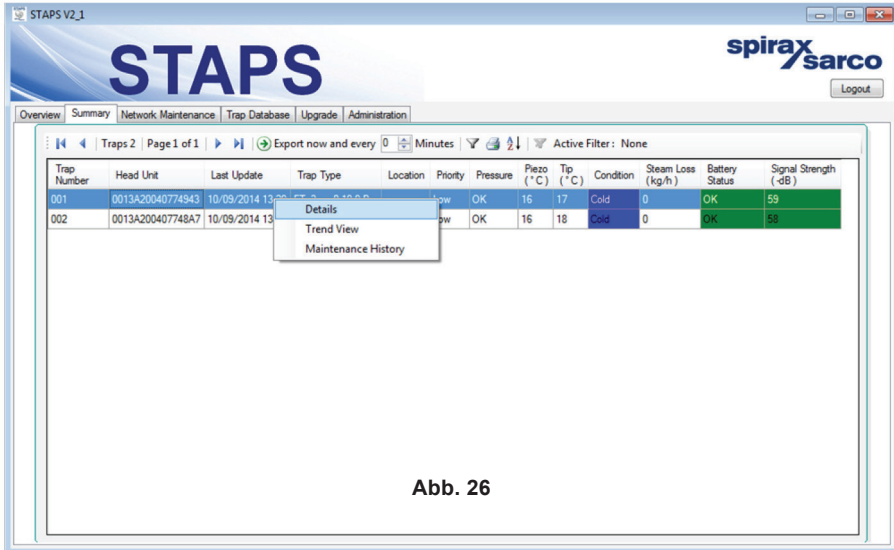 STAPS V2_1
STAPS
spirax
sarco
Logout
Overview Summary Network Maintenance Trap Database Upgrade Administration
Traps 2 Page 1 of 1 Export now and every 0 Minutes Active Filter: None
Trap Number Head Unit Last Update Trap Type Location Priority Pressure Piezo (°C) Tip (°C) Condition Steam Loss (kg/h) Battery Status Signal Strength (-dB)
001 0013A20040774943 10/09/2014 OK 16 17 Cold 0 OK 59
002 0013A200407748A7 10/09/2014 13 OK 16 18 Cold 0 OK 58
Details
Trend View
Maintenance History
Abb. 26